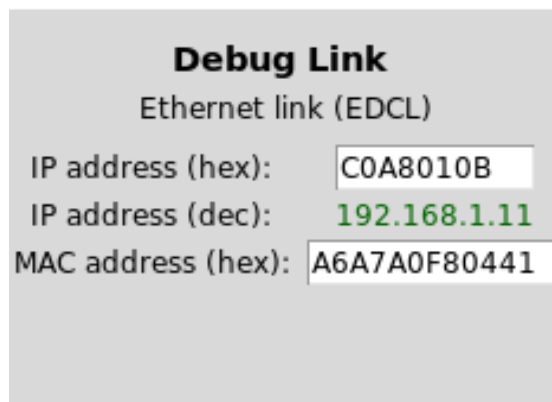 Debug Link
Ethernet link (EDCL)
IP address (hex): C0A8010B
IP address (dec): 192.168.1.11
MAC address (hex): A6A7A0F80441